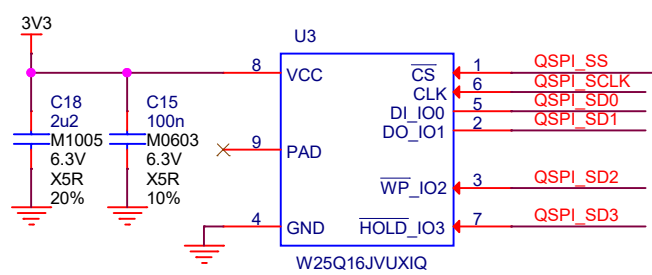 3V3
U3
8 VCC
C18
2u2
M1005
6.3V
X5R
20%
C15
100n
M0603
6.3V
X5R
10%
9 PAD
4 GND
CS 1 QSPI_SS
CLK 6 QSPI_SCLK
DI_IO0 5 QSPI_SD0
DO_IO1 2 QSPI_SD1
WP_IO2 3 QSPI_SD2
HOLD_IO3 7 QSPI_SD3
W25Q16JVUXIQ